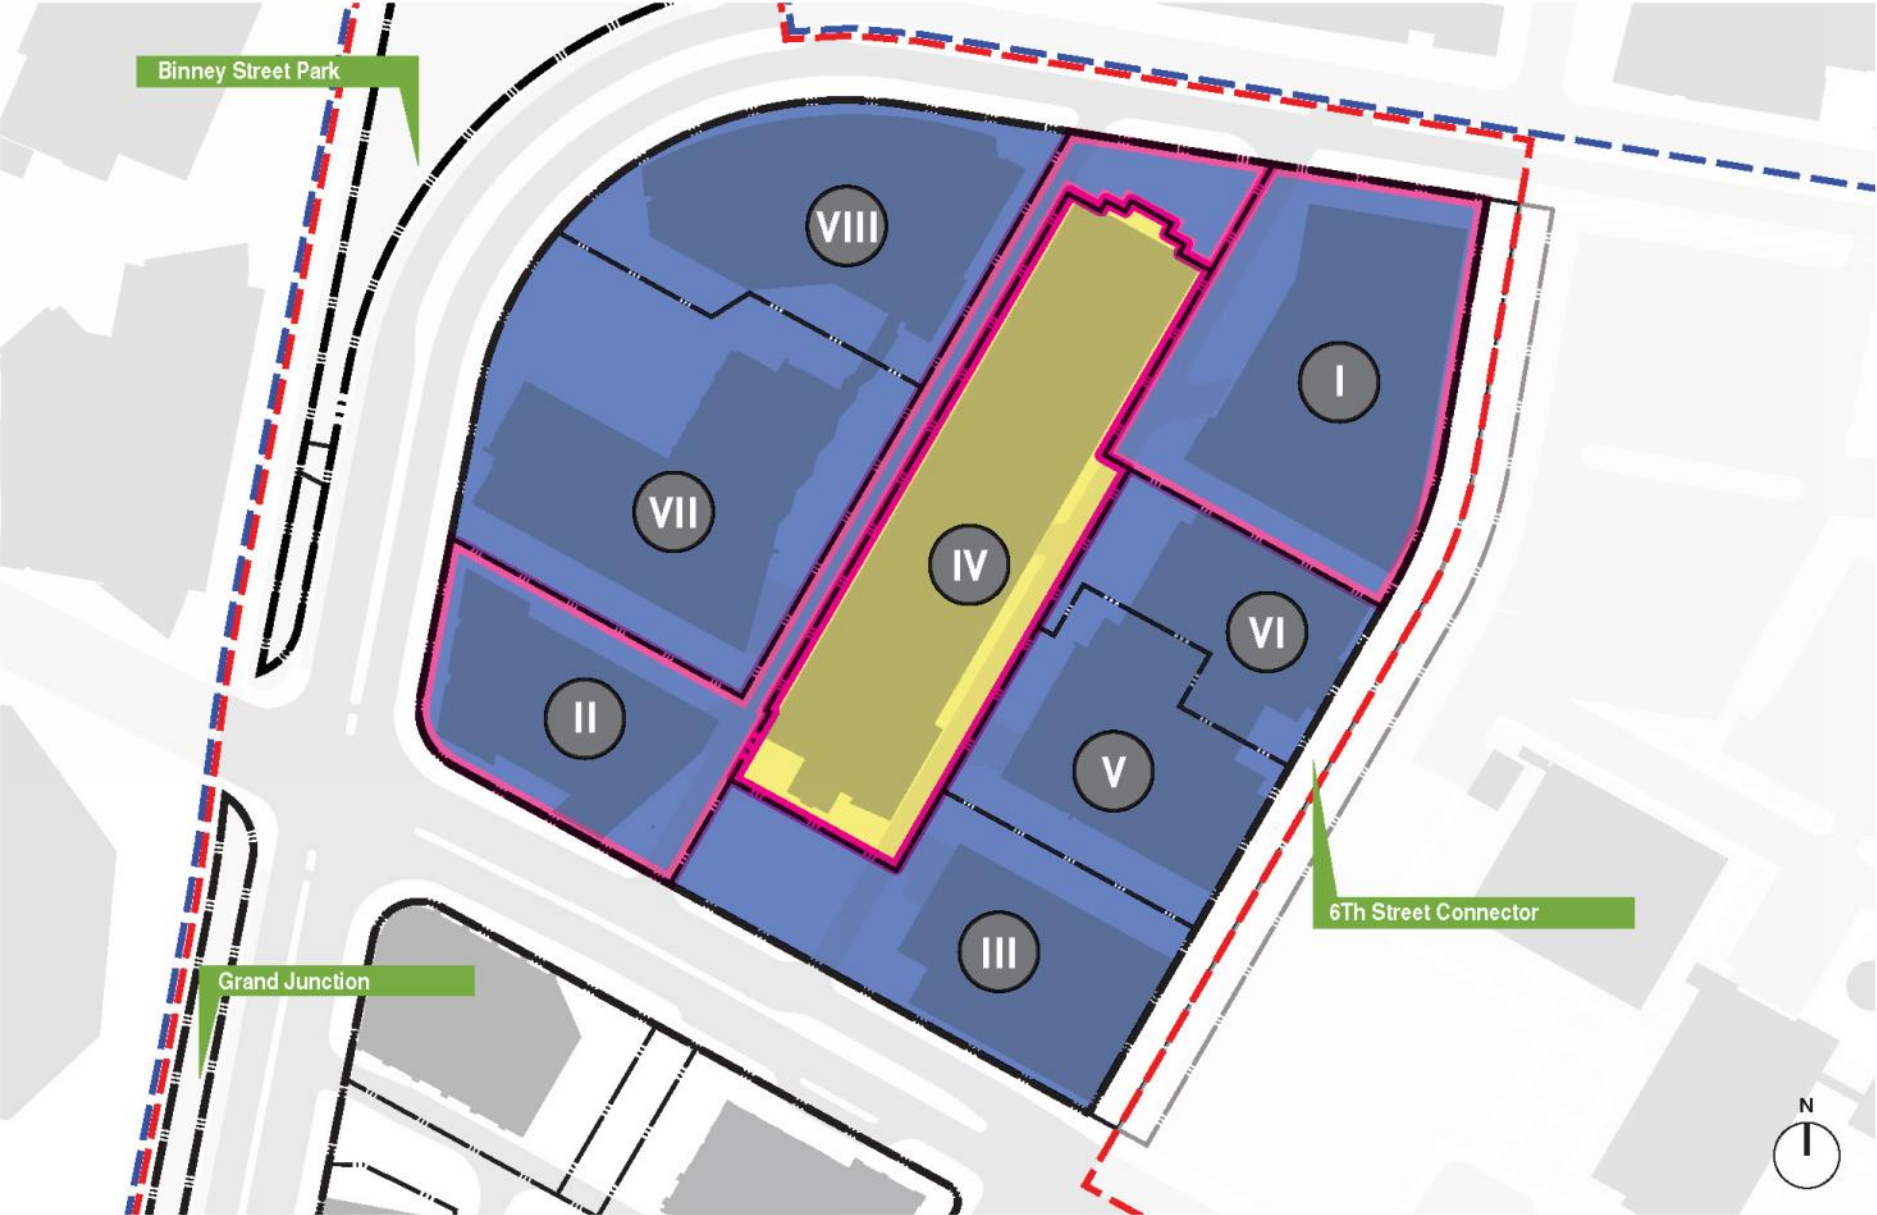 Binney Street Park
VIII
I
VII
IV
VI
II
V
6Th Street Connector
III
Grand Junction
N